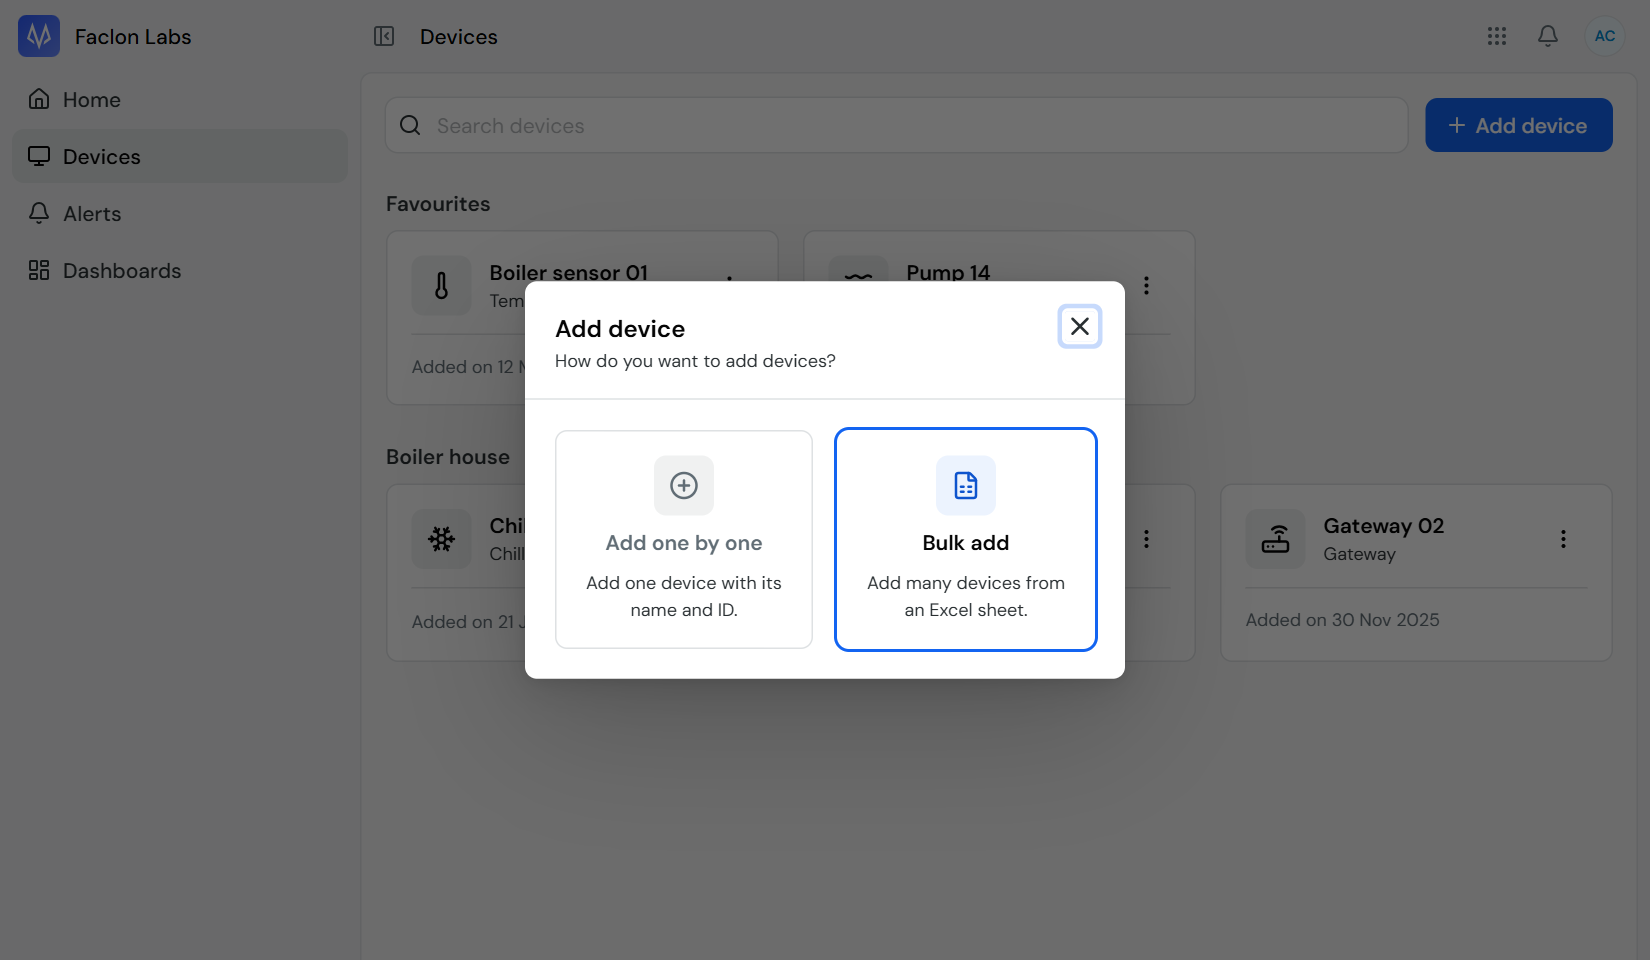 Faclon Labs
Devices
AC
Home
Devices
Alerts
Dashboards
Search devices
+ Add device
Favourites
Boiler sensor 01
Pump 14
Added on 12
Boiler house
Gateway 02
Gateway
Added on 21
Added on 30 Nov 2025
Add device
How do you want to add devices?
Add one by one
Add one device with its
name and ID.
Bulk add
Add many devices from
an Excel sheet.